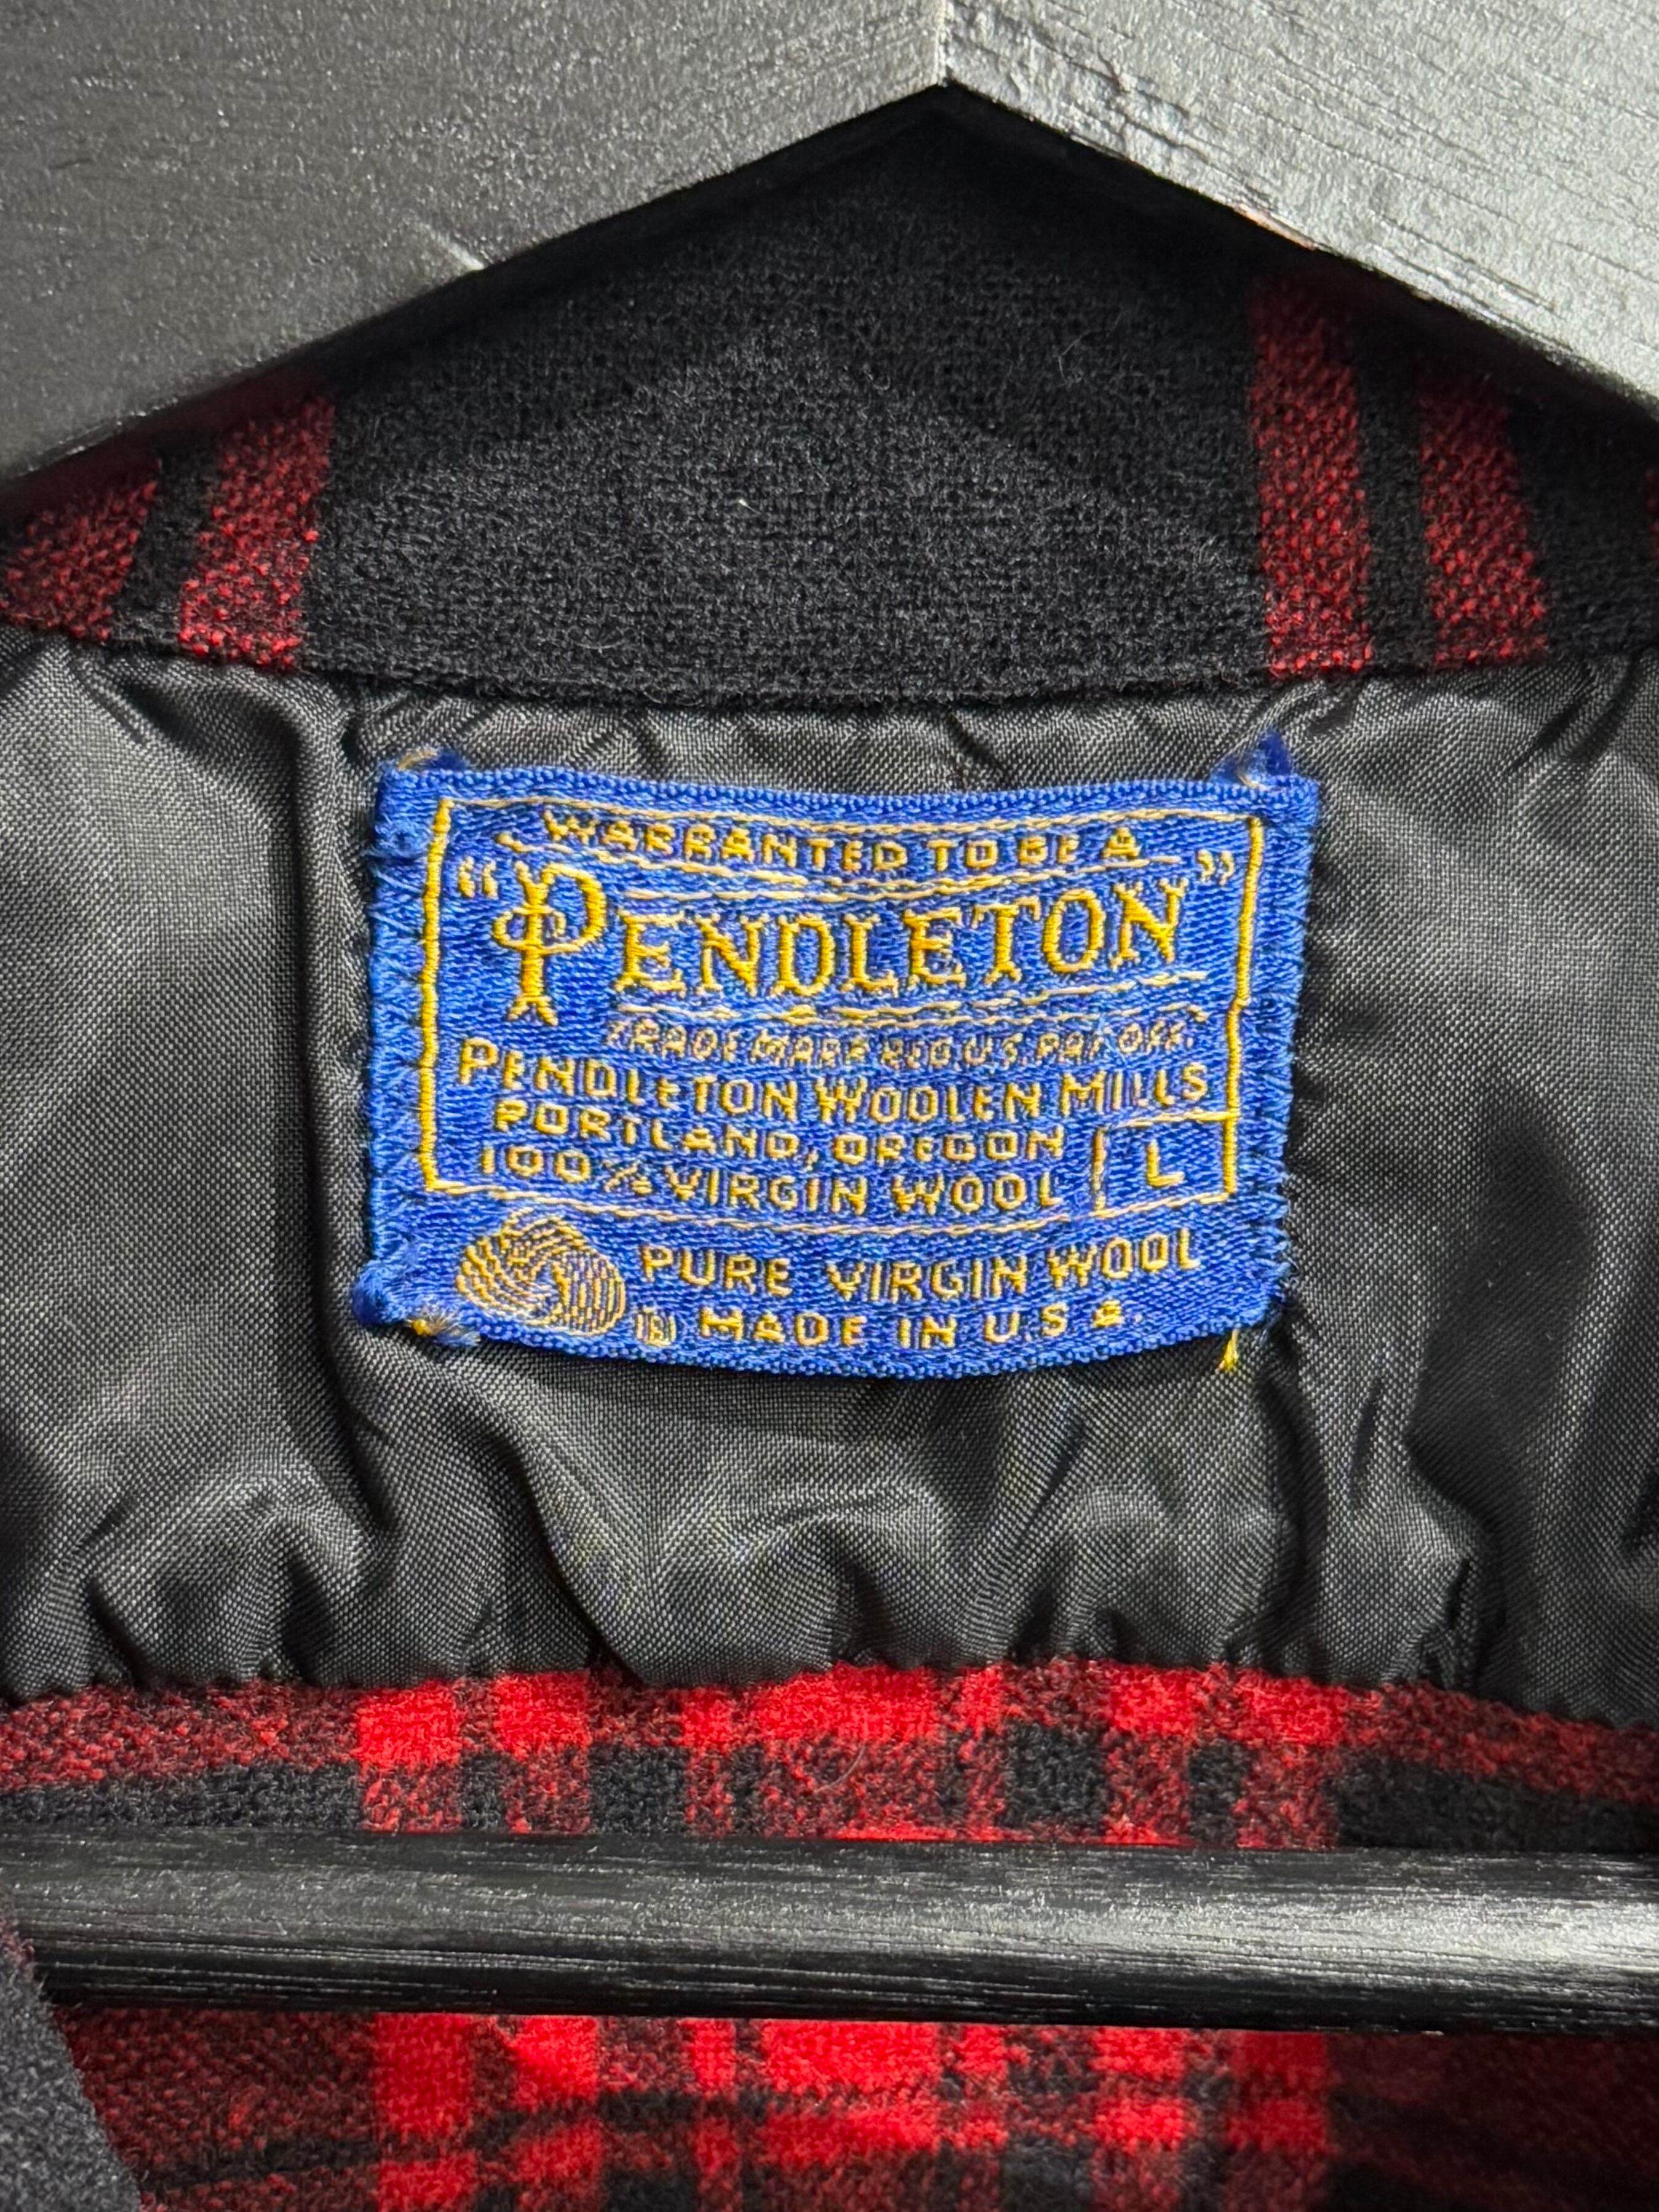 WARRANTED TO BE A
"PENDLETON"
TRADE MARK REG. U.S. PAT. OFF.
PENDLETON WOOLEN MILLS
PORTLAND, OREGON
100% VIRGIN WOOL L
PURE VIRGIN WOOL
® MADE IN U.S.A.